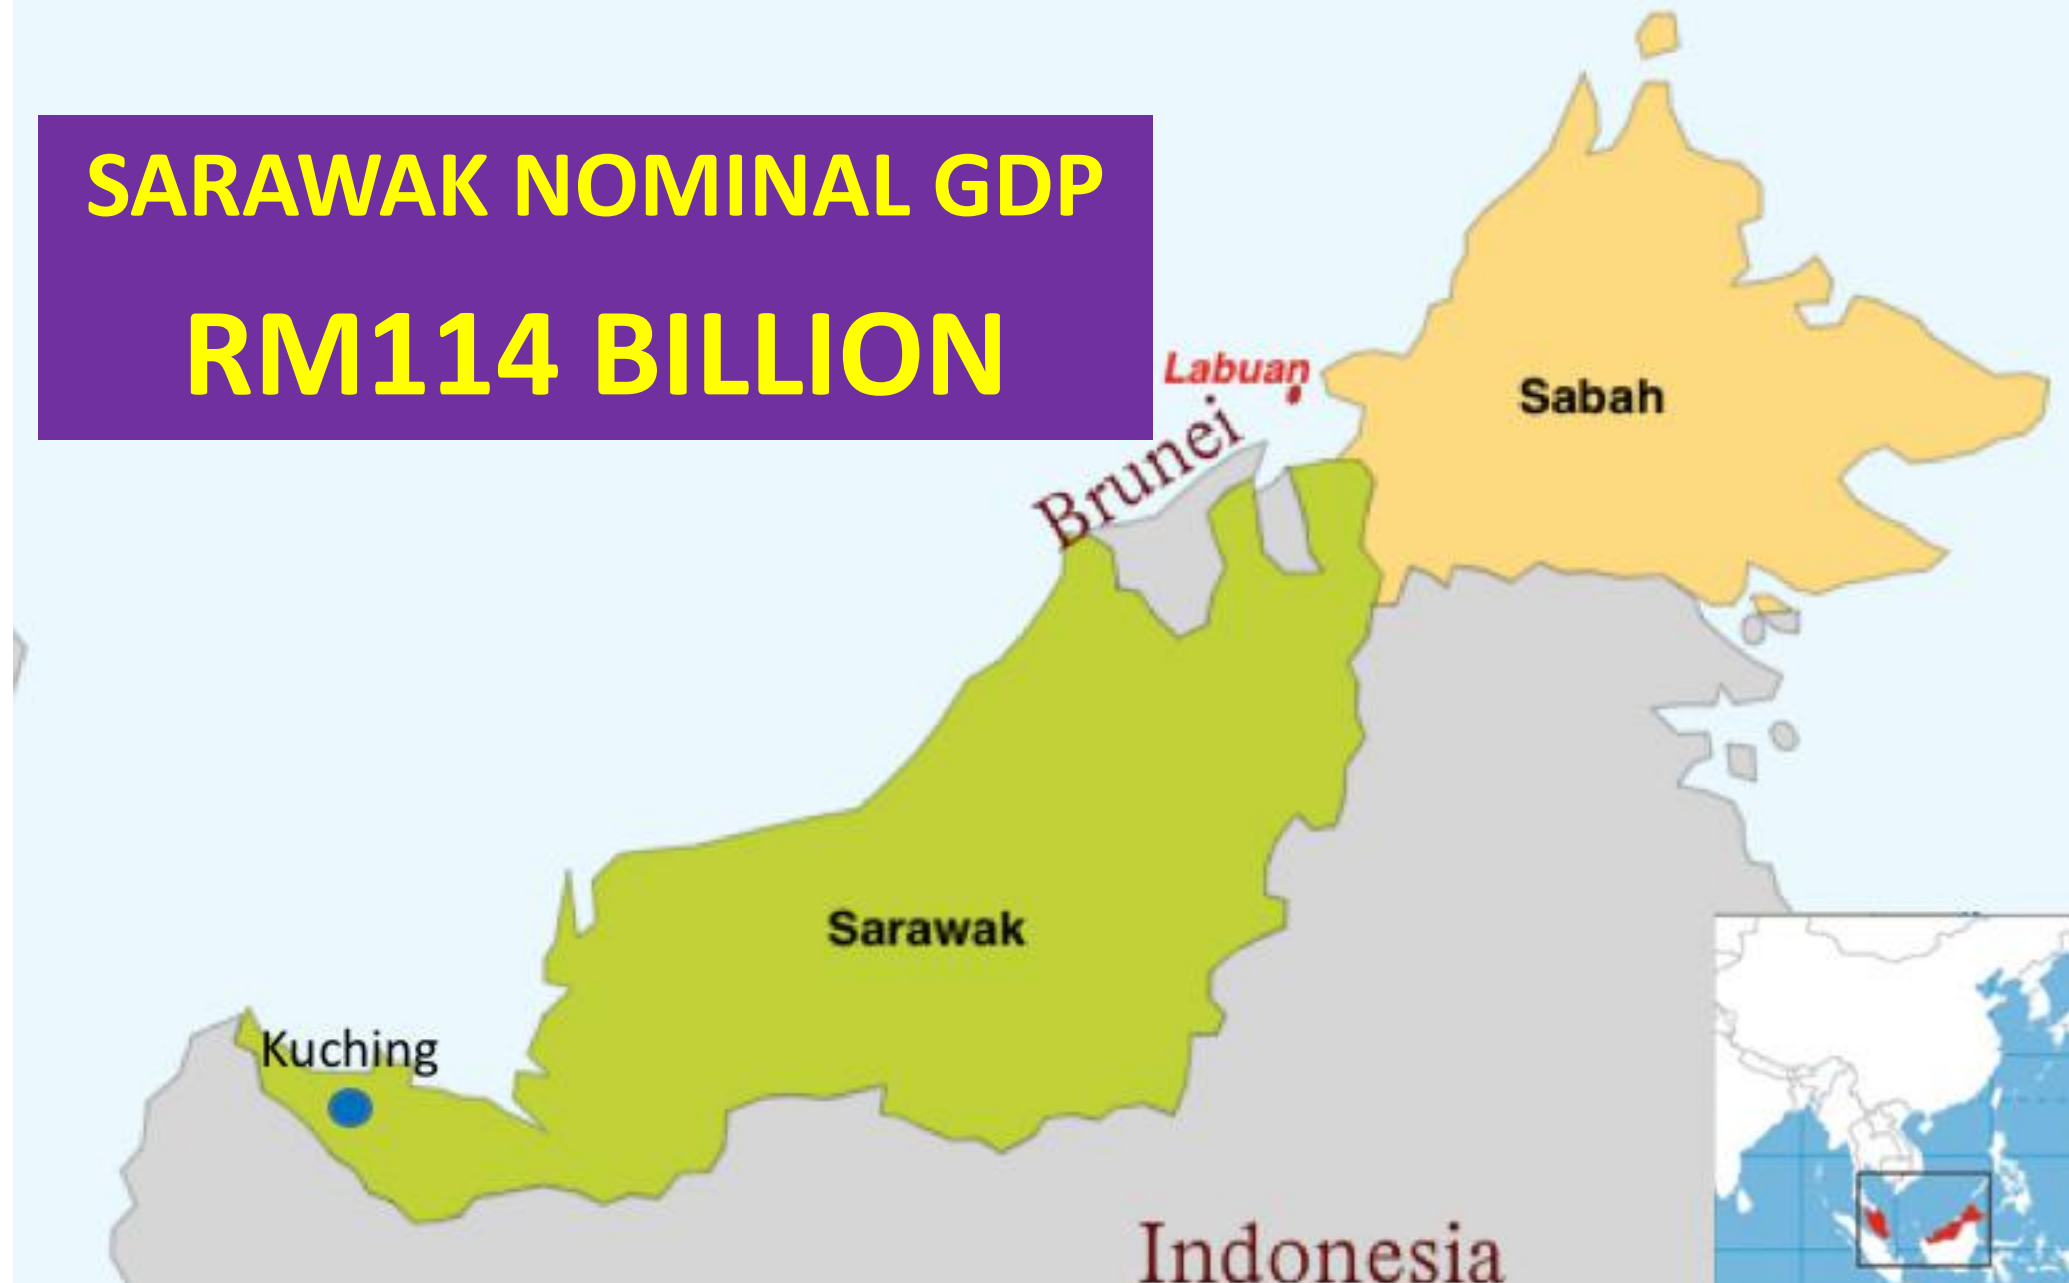 SARAWAK NOMINAL GDP
RM114 BILLION
Labuan
Brunei
Sabah
Sarawak
Kuching
Indonesia